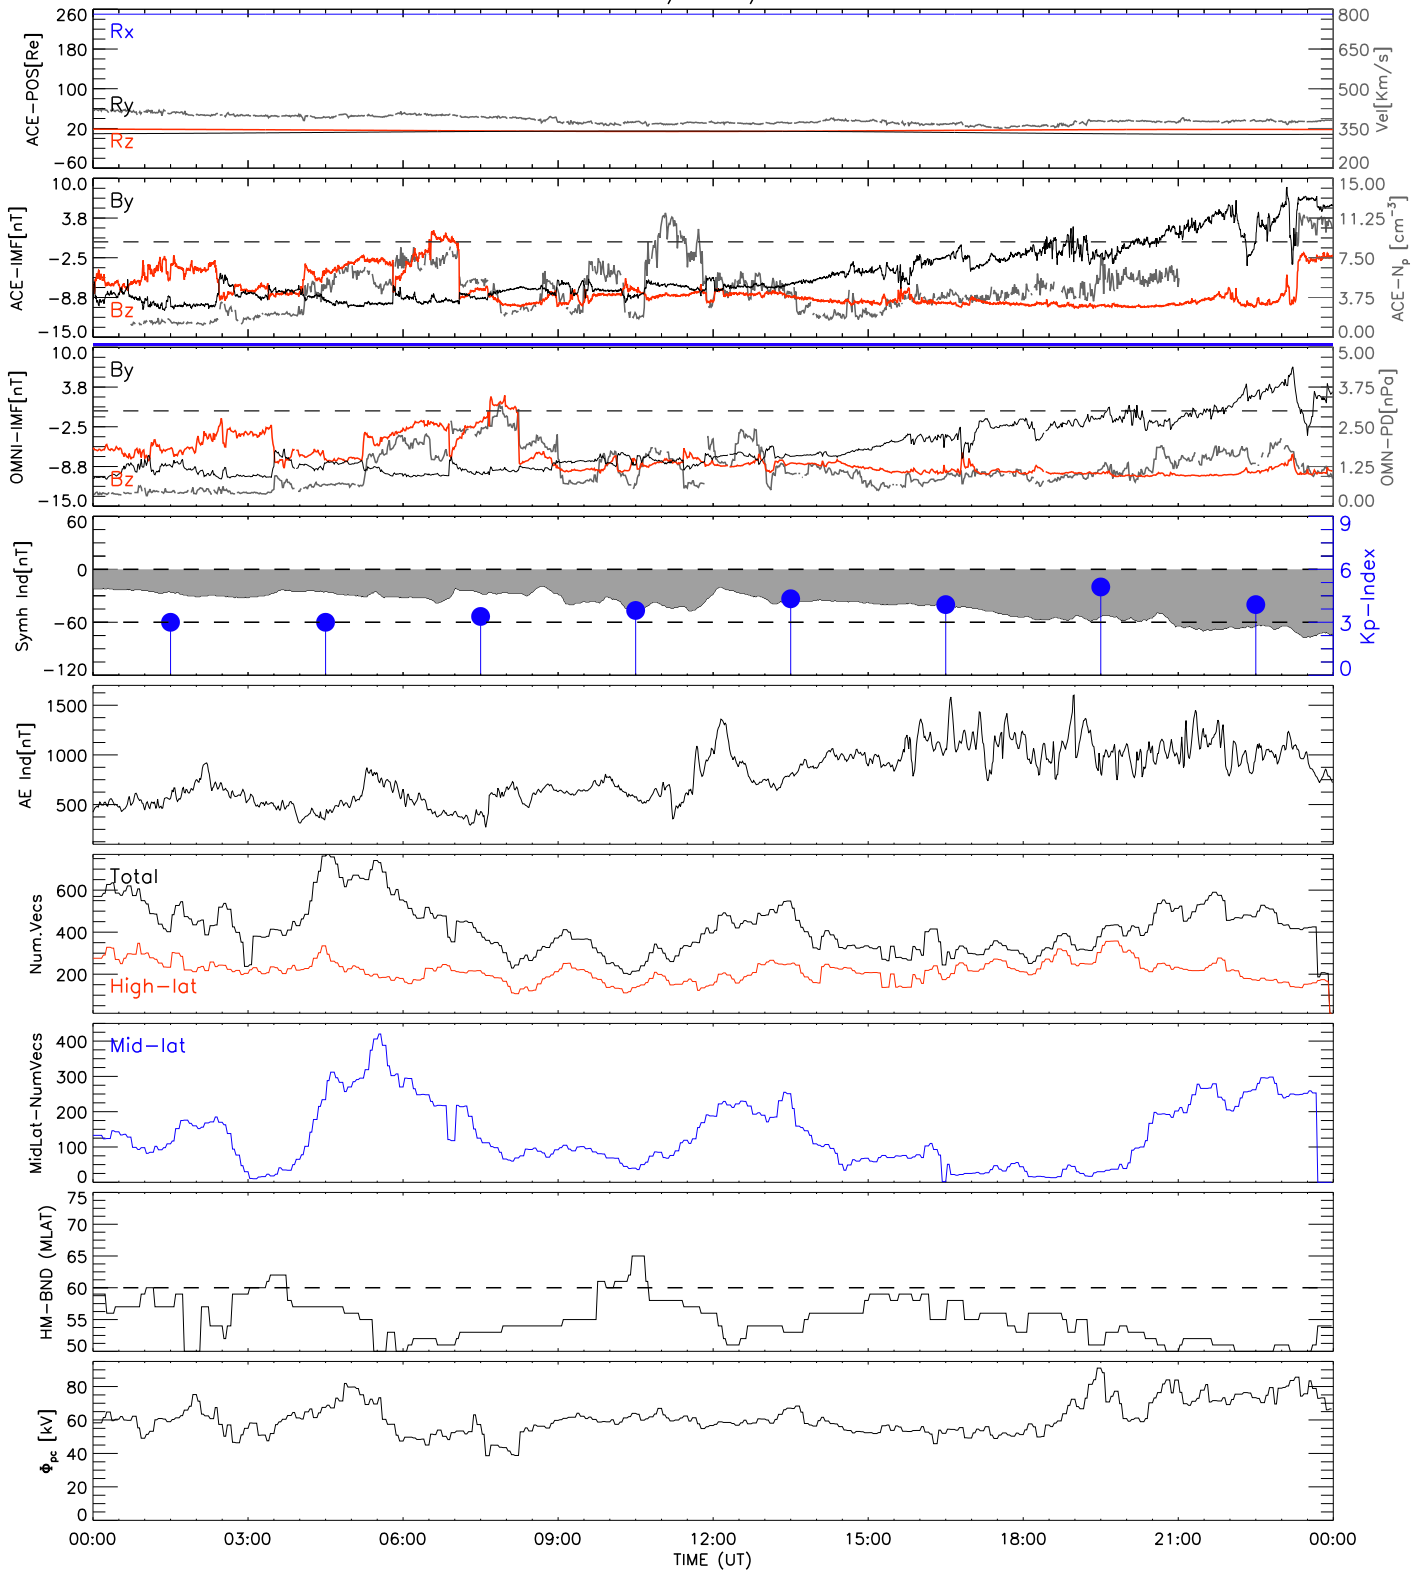 260
180
100
20
−60
ACE−POS[Re]
Rx
Ry
Rz
800
650
500
350
200
Vel[Km/s]
10.0
3.8
−2.5
−8.8
−15.0
ACE−IMF[nT]
By
Bz
15.00
11.25
7.50
3.75
0.00
ACE−Np [cm−3]
10.0
3.8
−2.5
−8.8
−15.0
OMNI−IMF[nT]
By
Bz
5.00
3.75
2.50
1.25
0.00
OMN−PD[nPa]
60
0
−60
−120
Symh Ind[nT]
9
6
3
0
Kp−Index
1500
1000
500
AE Ind[nT]
600
400
200
Num.Vecs
Total
High−lat
400
300
200
100
0
MidLat−NumVecs
Mid−lat
75
70
65
60
55
50
HM−BND (MLAT)
80
60
40
20
0
Φpc [kV]
00:00 03:00 06:00 09:00 12:00 15:00 18:00 21:00 00:00
TIME (UT)